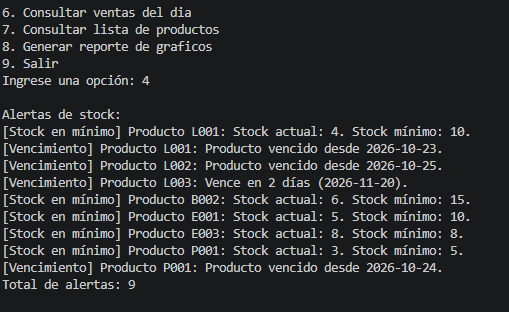 6. Consultar ventas del dia
7. Consultar lista de productos
8. Generar reporte de graficos
9. Salir
Ingrese una opción: 4
Alertas de stock:
[Stock en mínimo] Producto L001: Stock actual: 4. Stock mínimo: 10.
[Vencimiento] Producto L001: Producto vencido desde 2026-10-23.
[Vencimiento] Producto L002: Producto vencido desde 2026-10-25.
[Vencimiento] Producto L003: Vence en 2 días (2026-11-20).
[Stock en mínimo] Producto B002: Stock actual: 6. Stock mínimo: 15.
[Stock en mínimo] Producto E001: Stock actual: 5. Stock mínimo: 10.
[Stock en mínimo] Producto E003: Stock actual: 8. Stock mínimo: 8.
[Stock en mínimo] Producto P001: Stock actual: 3. Stock mínimo: 5.
[Vencimiento] Producto P001: Producto vencido desde 2026-10-24.
Total de alertas: 9